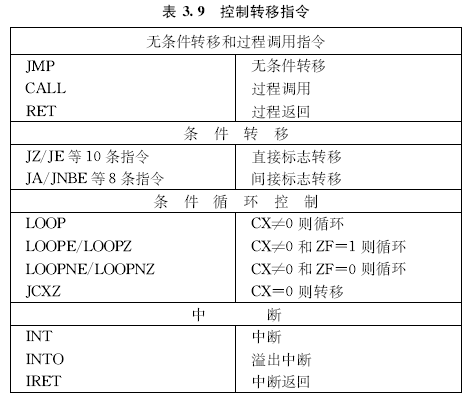 表 3.9 控制转移指令
无条件转移和过程调用指令
JMP 无条件转移
CALL 过程调用
RET 过程返回
条 件 转 移
JZ/JE 等 10 条指令 直接标志转移
JA/JNBE 等 8 条指令 间接标志转移
条 件 循 环 控 制
LOOP CX≠0 则循环
LOOPE/LOOPZ CX≠0 和 ZF=1 则循环
LOOPNE/LOOPNZ CX≠0 和 ZF=0 则循环
JCXZ CX=0 则转移
中 断
INT 中断
INTO 溢出中断
IRET 中断返回